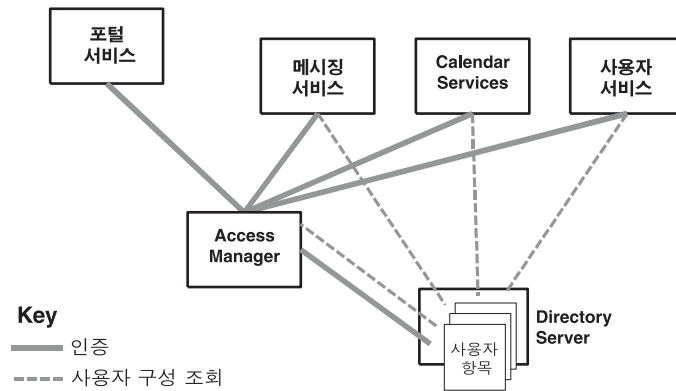 포털
서비스
메시징
서비스
Calendar
Services
사용자
서비스
Access
Manager
Directory
Server
사용자
항목
Key
인증
사용자 구성 조회